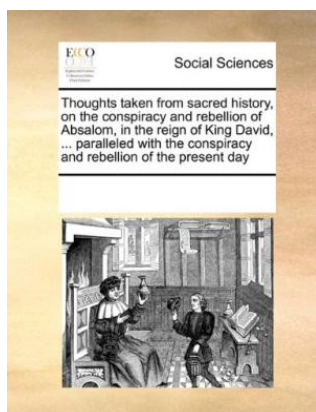 ECCO
Social Sciences
Thoughts taken from sacred history,
on the conspiracy and rebellion of
Absalom, in the reign of King David,
... paralleled with the conspiracy
and rebellion of the present day